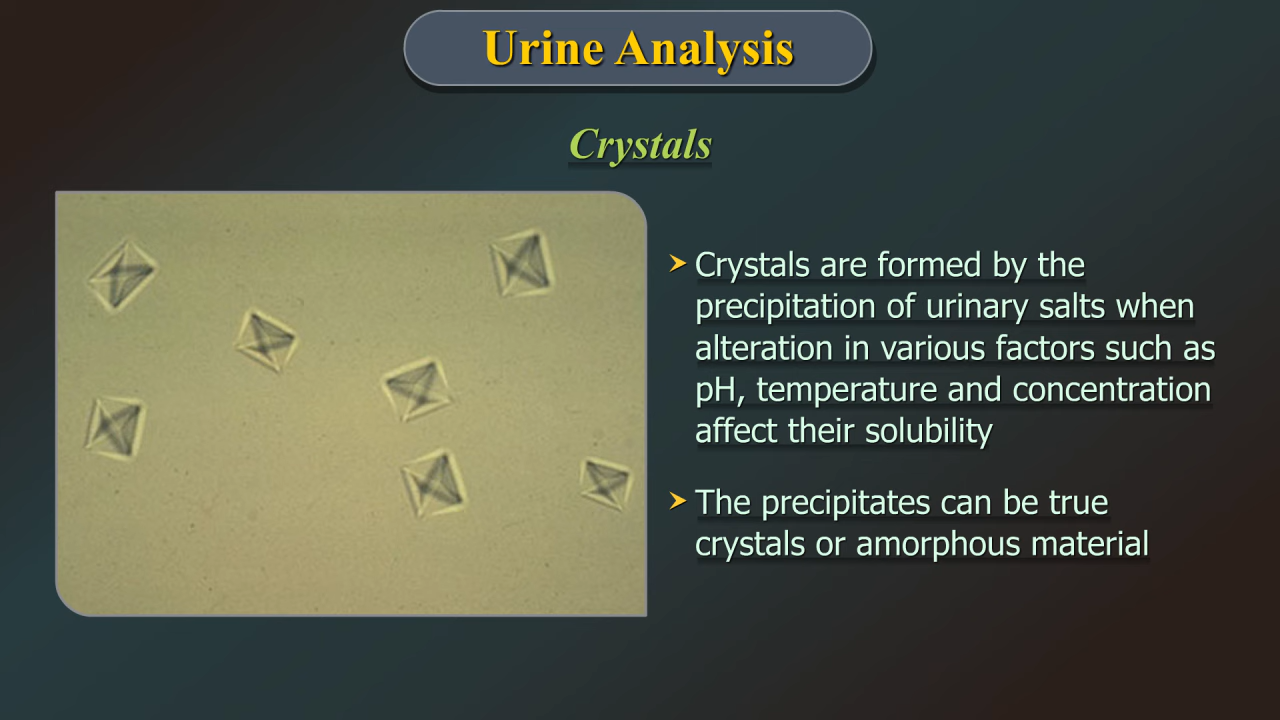 Urine Analysis
Crystals
Crystals are formed by the
precipitation of urinary salts when
alteration in various factors such as
pH, temperature and concentration
affect their solubility
The precipitates can be true
crystals or amorphous material